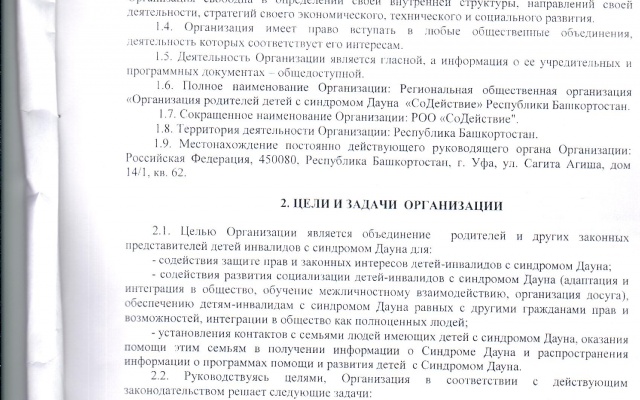 Организация свободна в определении своей внутренней структуры, направлений своей
деятельности, стратегий своего экономического, технического и социального развития.
1.4. Организация имеет право вступать в любые общественные объединения,
деятельность которых соответствует его интересам.
1.5. Деятельность Организации является гласной, а информация о ее учредительных и
программных документах – общедоступной.
1.6. Полное наименование Организации: Региональная общественная организация
«Организация родителей детей с синдромом Дауна «СоДействие» Республики Башкортостан.
1.7. Сокращенное наименование Организации: РОО «СоДействие".
1.8. Территория деятельности Организации: Республика Башкортостан.
1.9. Местонахождение постоянно действующего руководящего органа Организации:
Российская Федерация, 450080, Республика Башкортостан, г. Уфа, ул. Сагита Агиша, дом
14/1, кв. 62.
2. ЦЕЛИ И ЗАДАЧИ ОРГАНИЗАЦИИ
2.1. Целью Организации является объединение родителей и других законных
представителей детей инвалидов с синдромом Дауна для:
- содействия защите прав и законных интересов детей-инвалидов с синдромом Дауна;
- содействия развития социализации детей-инвалидов с синдромом Дауна (адаптация и
интеграция в общество, обучение межличностному взаимодействию, организация досуга),
обеспечению детям-инвалидам с синдромом Дауна равных с другими гражданами прав и
возможностей, интеграции в общество как полноценных людей;
- установления контактов с семьями людей имеющих детей с синдромом Дауна, оказания
помощи этим семьям в получении информации о Синдроме Дауна и распространения
информации о программах помощи и развития детей с Синдромом Дауна.
2.2. Руководствуясь целями, Организация в соответствии с действующим
законодательством решает следующие задачи: